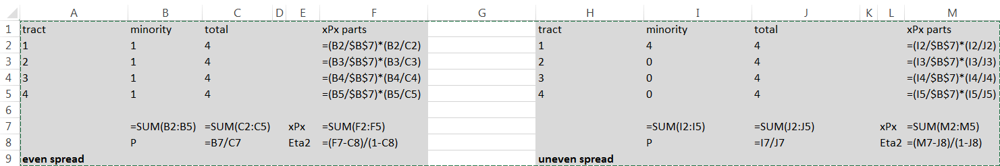 A B C D E F G H I J K L M
1 tract minority total xPx parts tract minority total xPx parts
2 1 1 4 =(B2/$B$7)*(B2/C2) 1 4 4 =(I2/$B$7)*(I2/J2)
3 2 1 4 =(B3/$B$7)*(B3/C3) 2 0 4 =(I3/$B$7)*(I3/J3)
4 3 1 4 =(B4/$B$7)*(B4/C4) 3 0 4 =(I4/$B$7)*(I4/J4)
5 4 1 4 =(B5/$B$7)*(B5/C5) 4 0 4 =(I5/$B$7)*(I5/J5)
6
7 =SUM(B2:B5) =SUM(C2:C5) xPx =SUM(F2:F5) =SUM(I2:I5) =SUM(J2:J5) xPx =SUM(M2:M5)
8 P =B7/C7 Eta2 =(F7-C8)/(1-C8) P =I7/J7 Eta2 =(M7-J8)/(1-J8)
9 even spread uneven spread